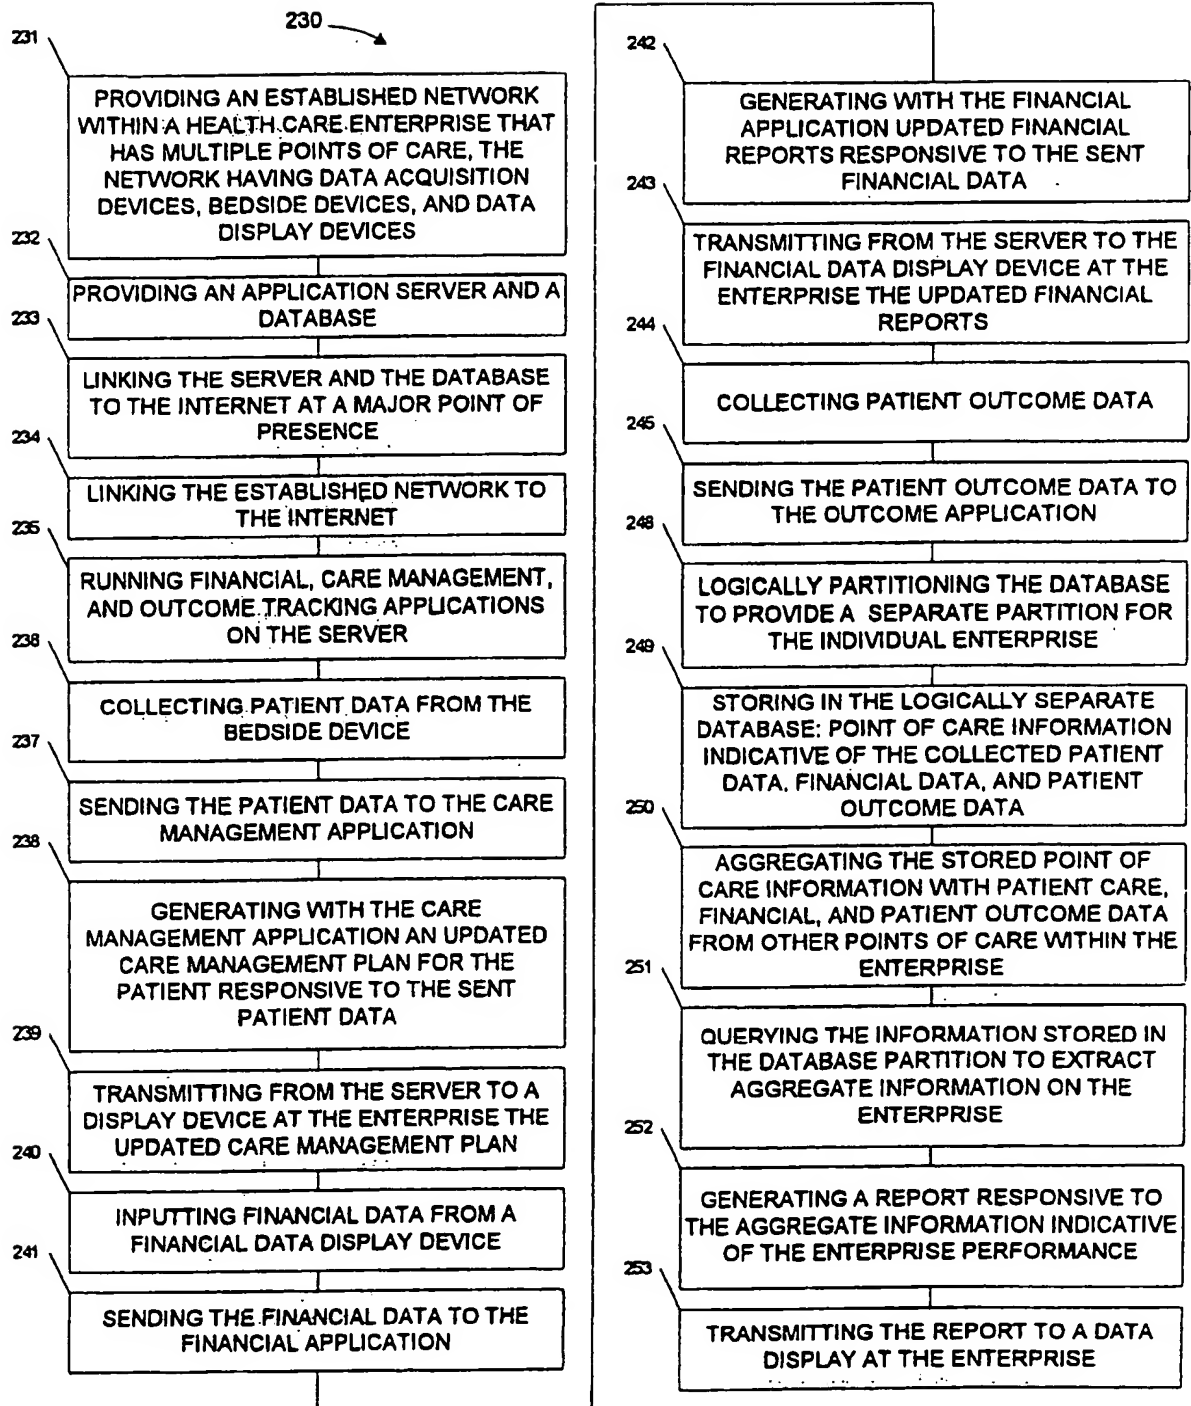 230
231
PROVIDING AN ESTABLISHED NETWORK
WITHIN A HEALTH CARE ENTERPRISE THAT
HAS MULTIPLE POINTS OF CARE, THE
NETWORK HAVING DATA ACQUISITION
DEVICES, BEDSIDE DEVICES, AND DATA
DISPLAY DEVICES
232
PROVIDING AN APPLICATION SERVER AND A
DATABASE
233
LINKING THE SERVER AND THE DATABASE
TO THE INTERNET AT A MAJOR POINT OF
PRESENCE
234
LINKING THE ESTABLISHED NETWORK TO
THE INTERNET
235
RUNNING FINANCIAL, CARE MANAGEMENT,
AND OUTCOME TRACKING APPLICATIONS
ON THE SERVER
238
COLLECTING PATIENT DATA FROM THE
BEDSIDE DEVICE
237
SENDING THE PATIENT DATA TO THE CARE
MANAGEMENT APPLICATION
238
GENERATING WITH THE CARE
MANAGEMENT APPLICATION AN UPDATED
CARE MANAGEMENT PLAN FOR THE
PATIENT RESPONSIVE TO THE SENT
PATIENT DATA
239
TRANSMITTING FROM THE SERVER TO A
DISPLAY DEVICE AT THE ENTERPRISE THE
UPDATED CARE MANAGEMENT PLAN
240
INPUTTING FINANCIAL DATA FROM A
FINANCIAL DATA DISPLAY DEVICE
241
SENDING THE FINANCIAL DATA TO THE
FINANCIAL APPLICATION
242
GENERATING WITH THE FINANCIAL
APPLICATION UPDATED FINANCIAL
REPORTS RESPONSIVE TO THE SENT
FINANCIAL DATA
243
TRANSMITTING FROM THE SERVER TO THE
FINANCIAL DATA DISPLAY DEVICE AT THE
ENTERPRISE THE UPDATED FINANCIAL
REPORTS
244
COLLECTING PATIENT OUTCOME DATA
245
SENDING THE PATIENT OUTCOME DATA TO
THE OUTCOME APPLICATION
248
LOGICALLY PARTITIONING THE DATABASE
TO PROVIDE A SEPARATE PARTITION FOR
THE INDIVIDUAL ENTERPRISE
249
STORING IN THE LOGICALLY SEPARATE
DATABASE: POINT OF CARE INFORMATION
INDICATIVE OF THE COLLECTED PATIENT
DATA, FINANCIAL DATA, AND PATIENT
OUTCOME DATA
250
AGGREGATING THE STORED POINT OF
CARE INFORMATION WITH PATIENT CARE,
FINANCIAL, AND PATIENT OUTCOME DATA
FROM OTHER POINTS OF CARE WITHIN THE
ENTERPRISE
251
QUERYING THE INFORMATION STORED IN
THE DATABASE PARTITION TO EXTRACT
AGGREGATE INFORMATION ON THE
ENTERPRISE
252
GENERATING A REPORT RESPONSIVE TO
THE AGGREGATE INFORMATION INDICATIVE
OF THE ENTERPRISE PERFORMANCE
253
TRANSMITTING THE REPORT TO A DATA
DISPLAY AT THE ENTERPRISE